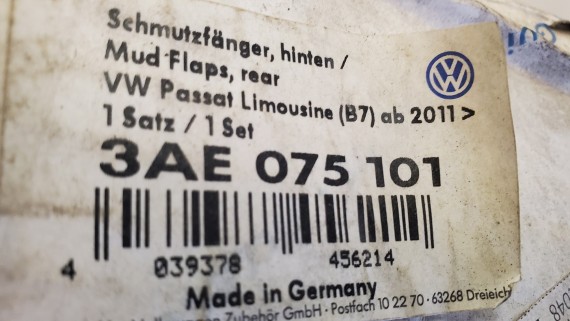 Schmutzfänger, hinten /
Mud Flaps, rear
VW Passat Limousine (B7) ab 2011 >
1 Satz / 1 Set
3AE 075 101
4 039378 456214
Made in Germany
Zubehör GmbH · Postfach 10 22 70 · 63268 Dreieich